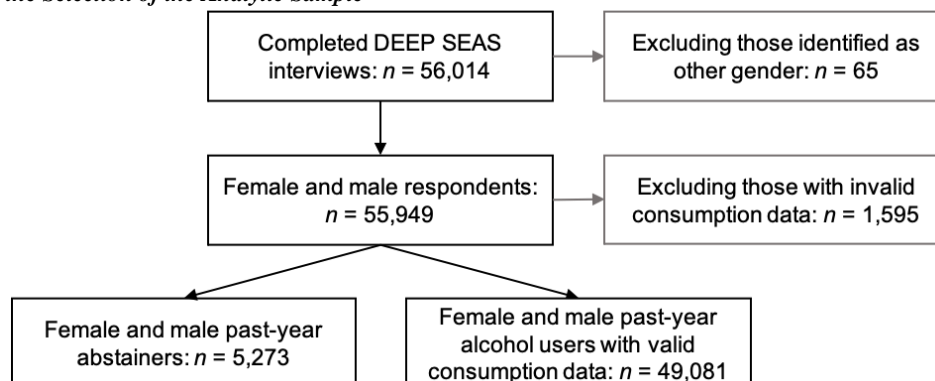 the Selection of the Analytic Sample
Completed DEEP SEAS
interviews: n = 56,014
Excluding those identified as
other gender: n = 65
Female and male respondents:
n = 55,949
Excluding those with invalid
consumption data: n = 1,595
Female and male past-year
abstainers: n = 5,273
Female and male past-year
alcohol users with valid
consumption data: n = 49,081